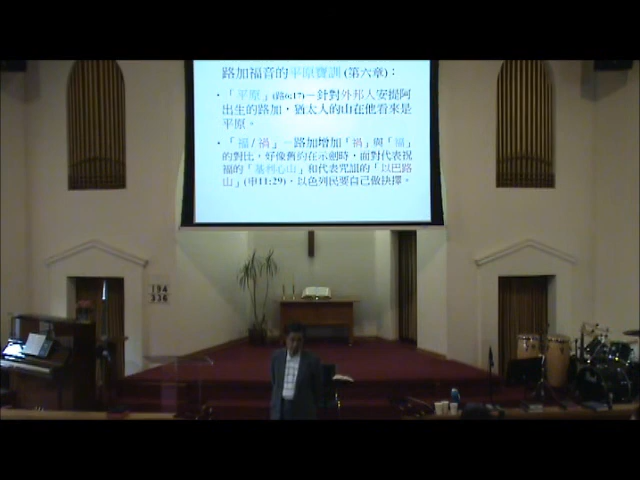 路加福音的平原寶訓 (第六章)：
•「平原」(路6:17)－針對外邦人安提阿
出生的路加，猶太人的山在他看來是
平原。
•「福/禍」－路加增加「禍」與「福」
的對比，好像舊約在示劍時，面對代表祝
福的「基利心山」和代表咒詛的「以巴路
山」(申11:29)，以色列民要自己做抉擇。
194
336